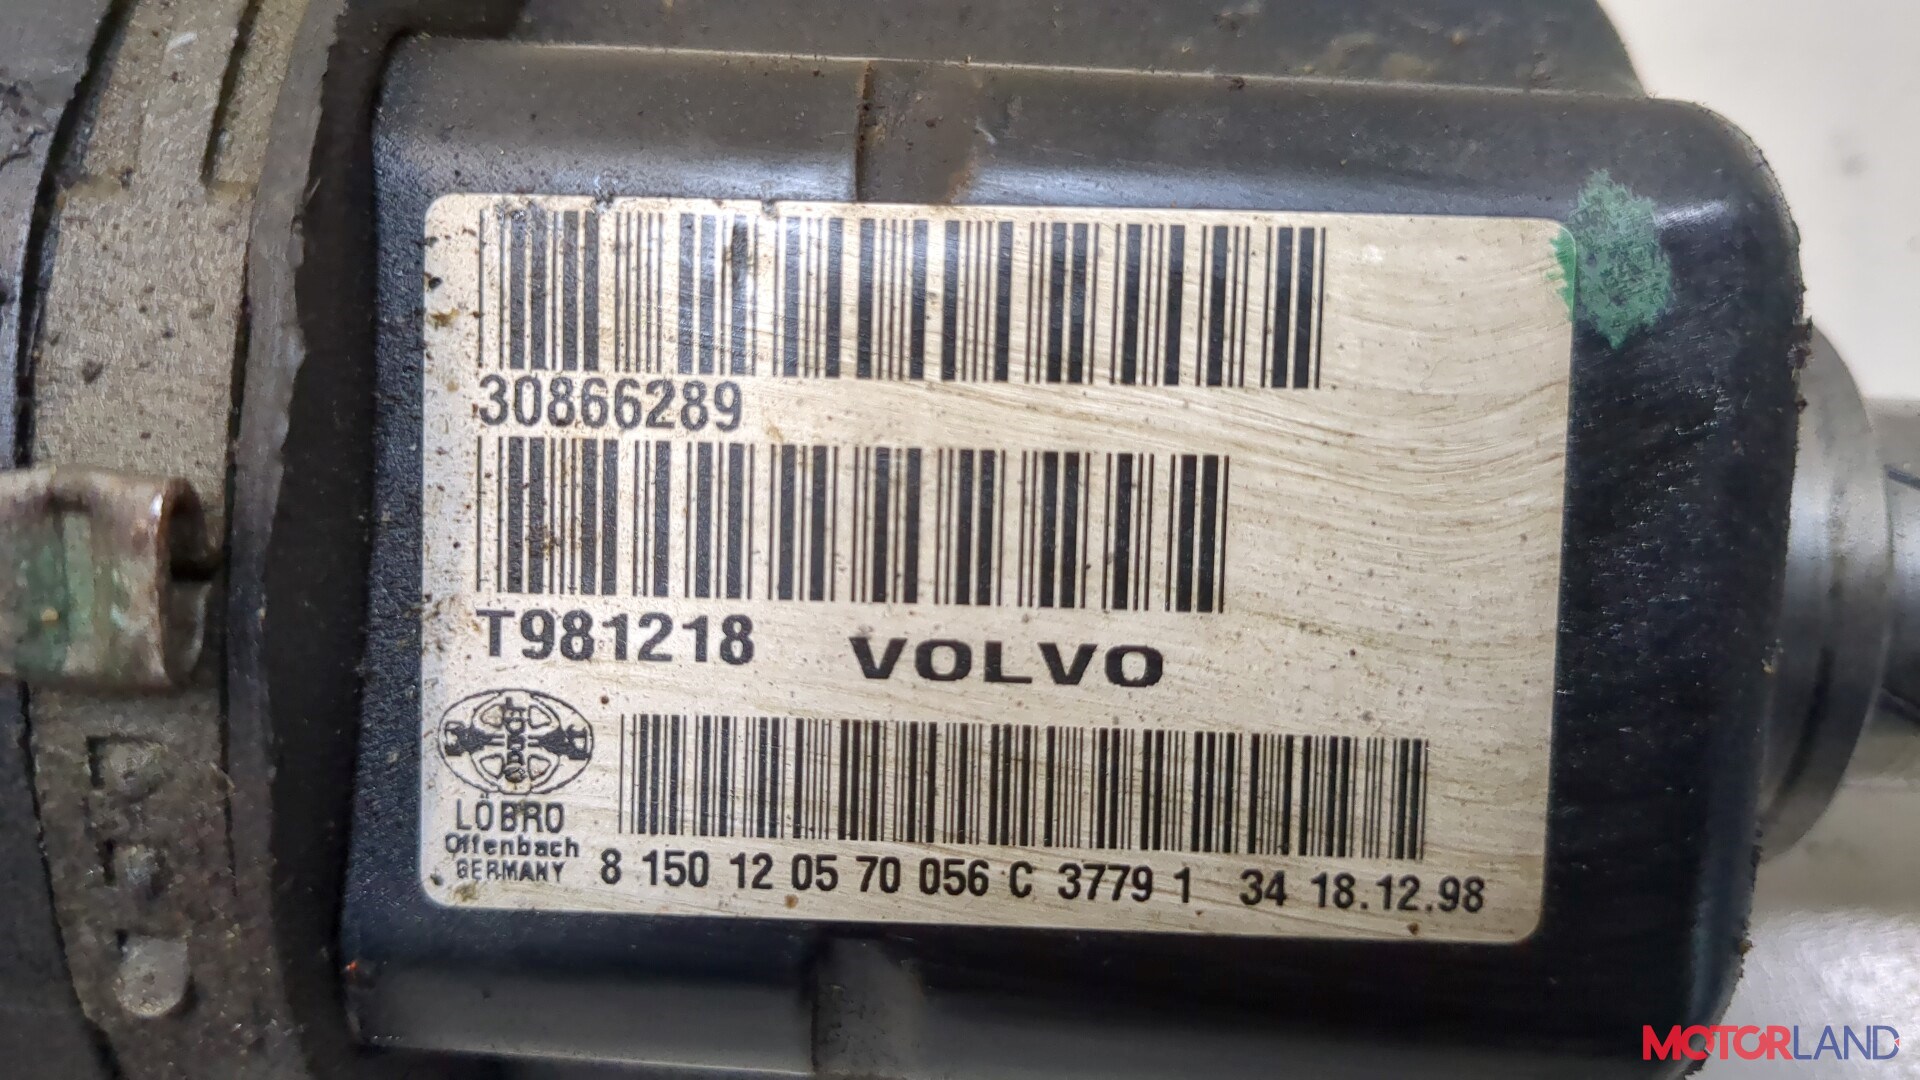 30866289
T981218 VOLVO
LÖBRO
Offenbach
GERMANY 8 150 12 05 70 056 C 3779 1 34 18.12.98
MOTORLAND